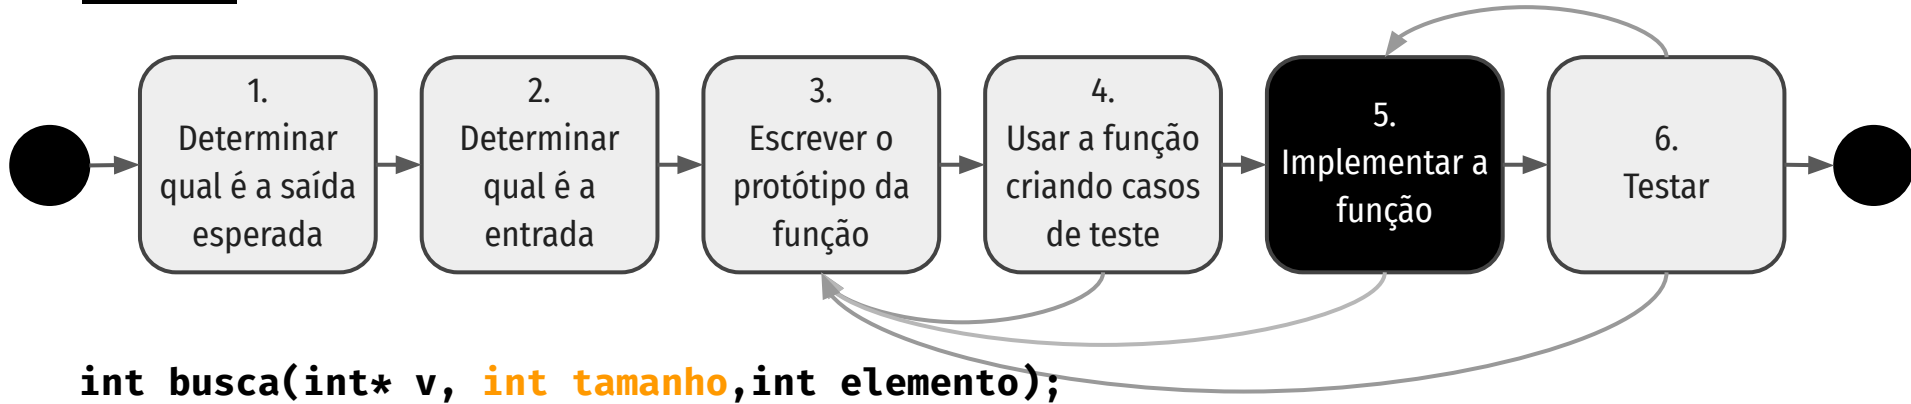 1.
Determinar
qual é a saída
esperada
2.
Determinar
qual é a
entrada
3.
Escrever o
protótipo da
função
4.
Usar a função
criando casos
de teste
5.
Implementar a
função
6.
Testar
int busca(int* v, int tamanho,int elemento);